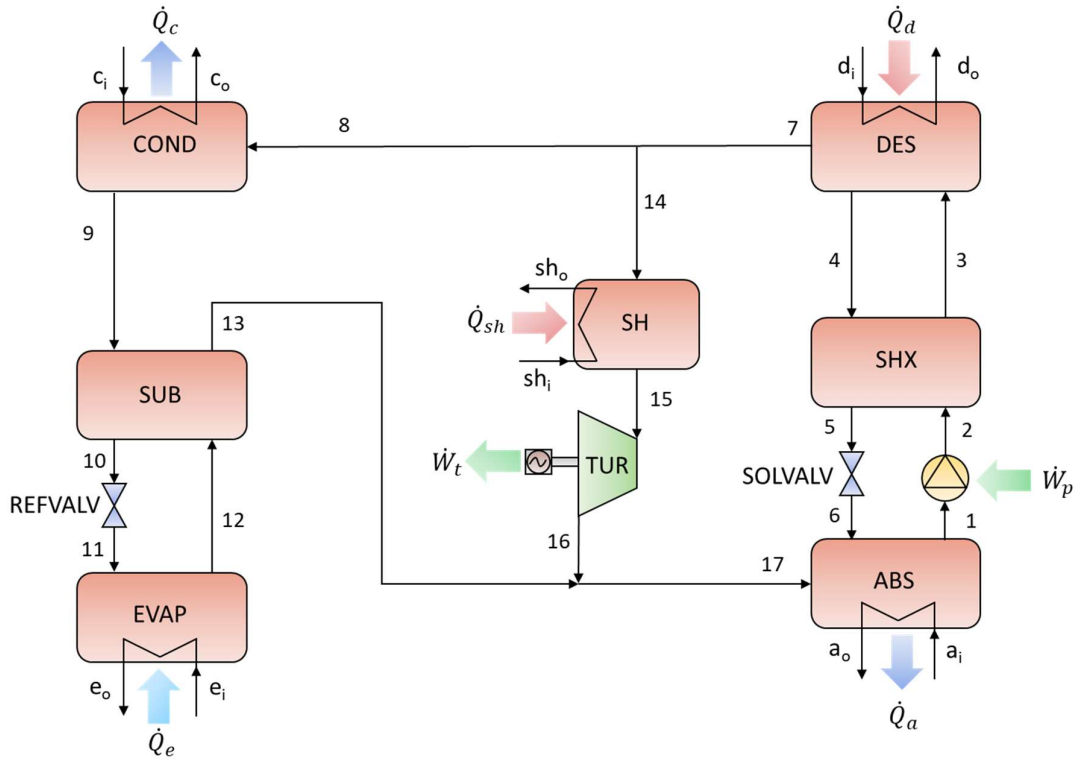 Q̇c Q̇d
ci co di do
COND 8 7 DES
14
9 4 3
sho
Q̇sh SH
13
shi
SUB SHX
15
5 2
10 Ẇt TUR SOLVALV Ẇp
REFVALV
6 1
11 12 16
17
EVAP ABS
eo ei ao ai
Q̇e Q̇a